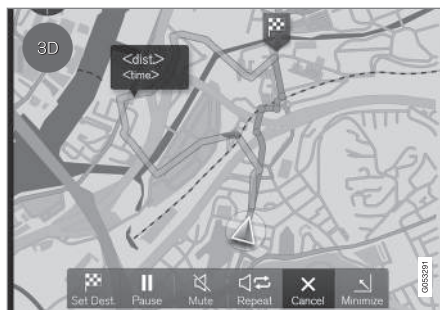 3D
<dist.>
<time>
Set Dest. Pause Mute Repeat Cancel Minimize
G053291